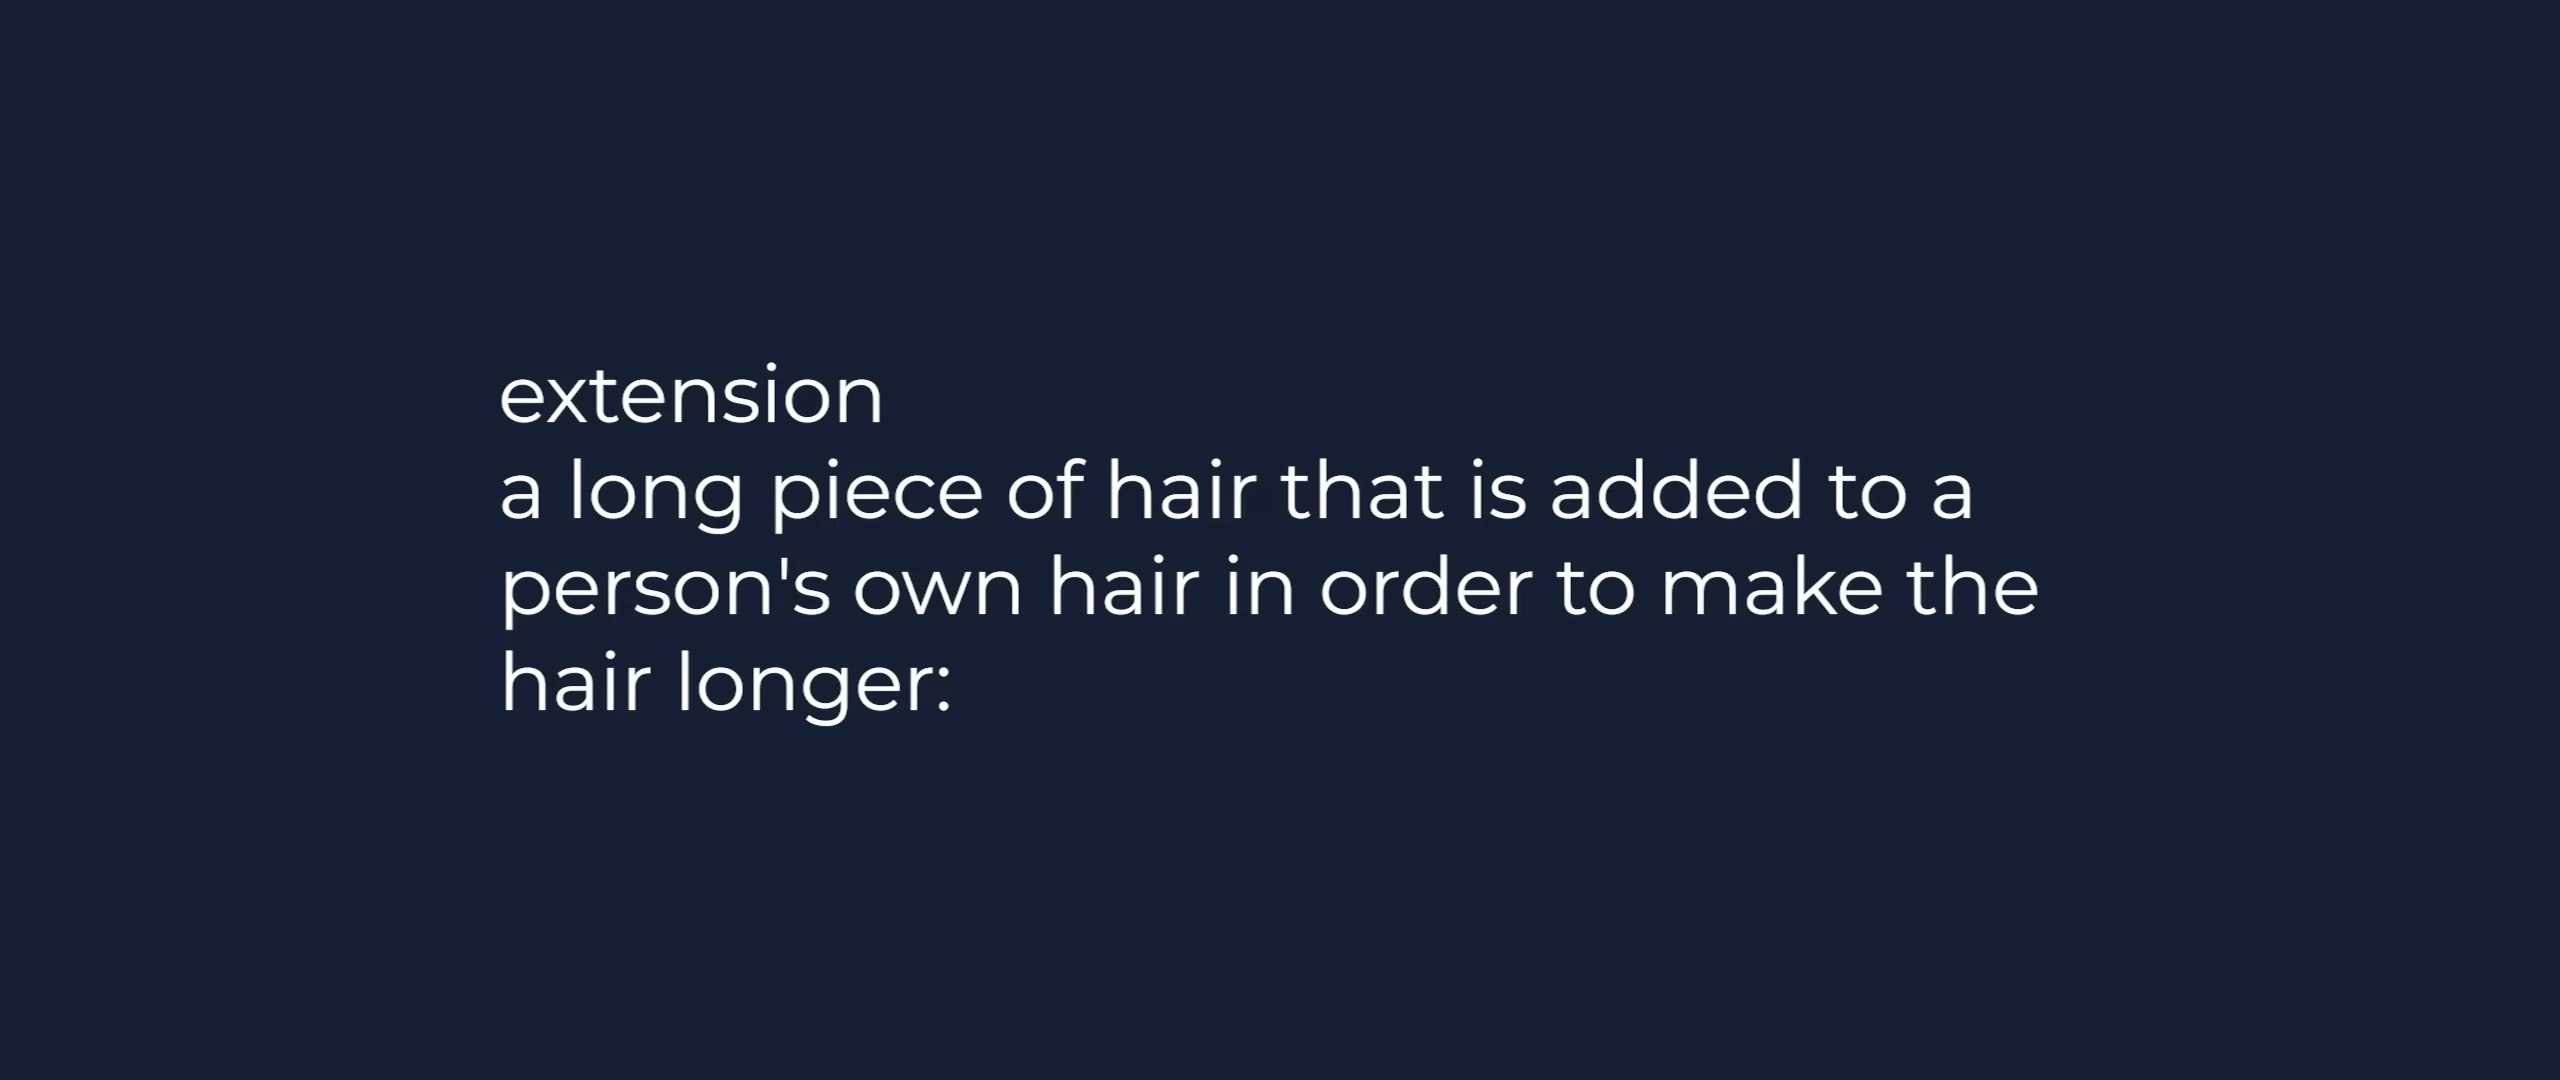 extension
a long piece of hair that is added to a
person's own hair in order to make the
hair longer: